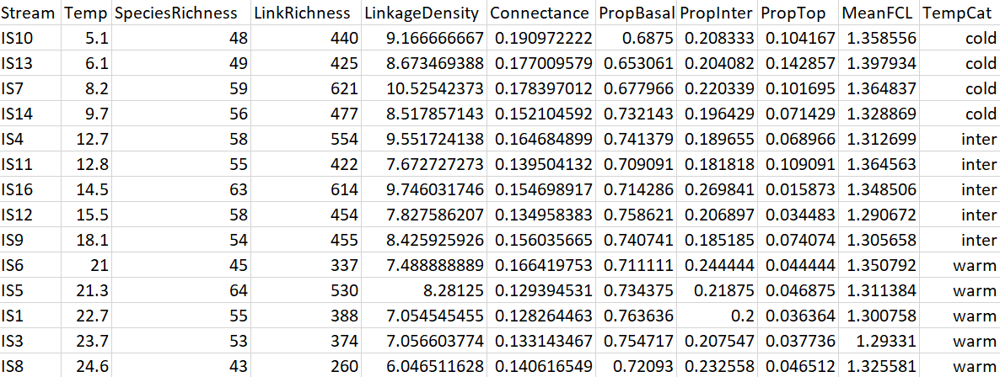 Stream Temp SpeciesRichness LinkRichness LinkageDensity Connectance PropBasal PropInter PropTop MeanFCL TempCat
IS10 5.1 48 440 9.166666667 0.190972222 0.6875 0.208333 0.104167 1.358556 cold
IS13 6.1 49 425 8.673469388 0.177009579 0.653061 0.204082 0.142857 1.397934 cold
IS7 8.2 59 621 10.52542373 0.178397012 0.677966 0.220339 0.101695 1.364837 cold
IS14 9.7 56 477 8.517857143 0.152104592 0.732143 0.196429 0.071429 1.328869 cold
IS4 12.7 58 554 9.551724138 0.164684899 0.741379 0.189655 0.068966 1.312699 inter
IS11 12.8 55 422 7.672727273 0.139504132 0.709091 0.181818 0.109091 1.364563 inter
IS16 14.5 63 614 9.746031746 0.154698917 0.714286 0.269841 0.015873 1.348506 inter
IS12 15.5 58 454 7.827586207 0.134958383 0.758621 0.206897 0.034483 1.290672 inter
IS9 18.1 54 455 8.425925926 0.156035665 0.740741 0.185185 0.074074 1.305658 inter
IS6 21 45 337 7.488888889 0.166419753 0.711111 0.244444 0.044444 1.350792 warm
IS5 21.3 64 530 8.28125 0.129394531 0.734375 0.21875 0.046875 1.311384 warm
IS1 22.7 55 388 7.054545455 0.128264463 0.763636 0.2 0.036364 1.300758 warm
IS3 23.7 53 374 7.056603774 0.133143467 0.754717 0.207547 0.037736 1.29331 warm
IS8 24.6 43 260 6.046511628 0.140616549 0.72093 0.232558 0.046512 1.325581 warm